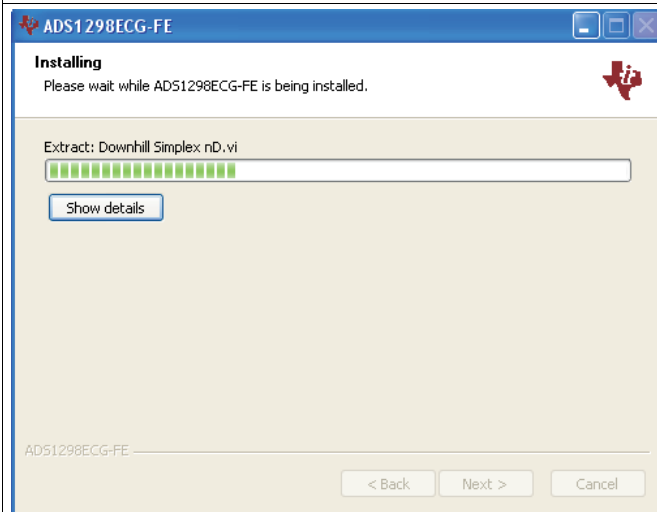 ADS1298ECG-FE
Installing
Please wait while ADS1298ECG-FE is being installed.
Extract: Downhill Simplex nD.vi
Show details
ADS1298ECG-FE
< Back Next > Cancel